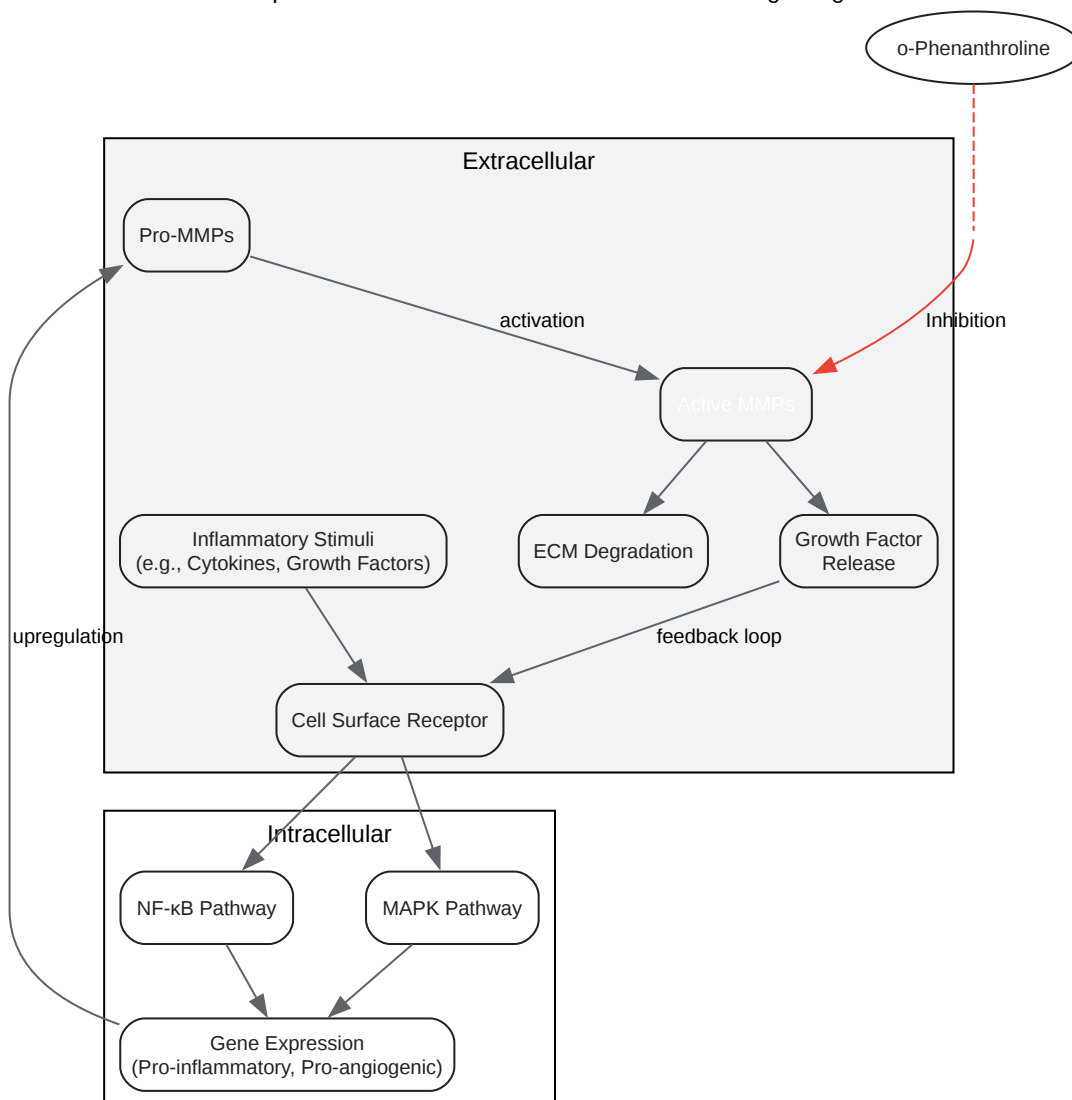 o-Phenanthroline
Extracellular
Pro-MMPs
activation
Inhibition
Active MMPs
Inflammatory Stimuli
(e.g., Cytokines, Growth Factors)
ECM Degradation
Growth Factor
Release
upregulation
feedback loop
Cell Surface Receptor
Intracellular
NF-κB Pathway
MAPK Pathway
Gene Expression
(Pro-inflammatory, Pro-angiogenic)